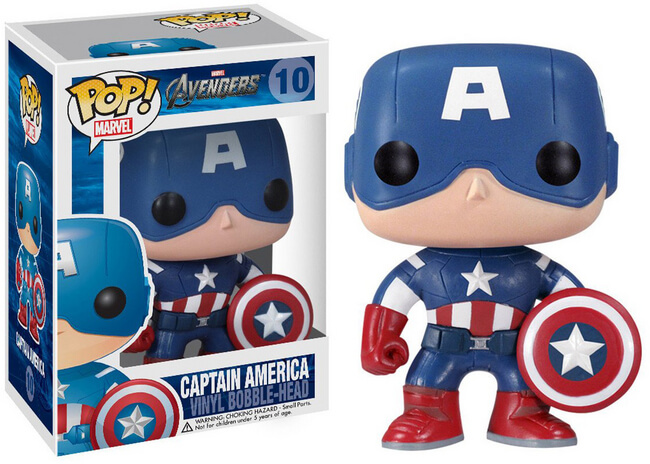 POP!
MARVEL
MARVEL
AVENGERS
10
A
A
A
A
POP!
CAPTAIN AMERICA
CAPTAIN AMERICA
VINYL BOBBLE-HEAD
WARNING: CHOKING HAZARD - Small Parts.
Not for children under 3 years of age.